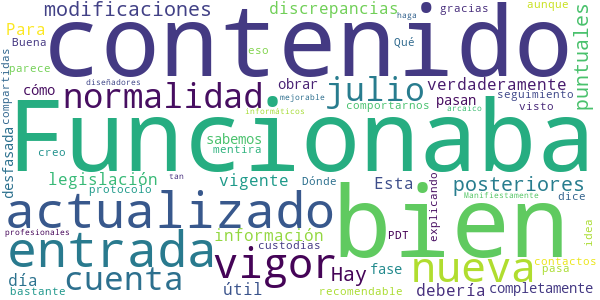 modificaciones
discrepancias
gracias
aunque
haga
Para
Buena
Qué
contenido
puntuales
compartidas
parece
eso
diseñadores
cómo
obrar
verdaderamente
normalidad
julio
pasan
seguimiento
mejorable
comportarnos
arcaico
visto
Funcionaba
informáticos
sabemos
creo
mentira
desfasada
legislación
protocolo
vigente
tan
Dónde
Esta
explicando
posteriores
bien
Manifiestamente
dice
actualizado
información
idea
profesionales
entrada
custodias
PDT
vigor
Hay
fase
nueva
contactos
pasa
día
cuenta
bastante
útil
recomendable
debería
completamente